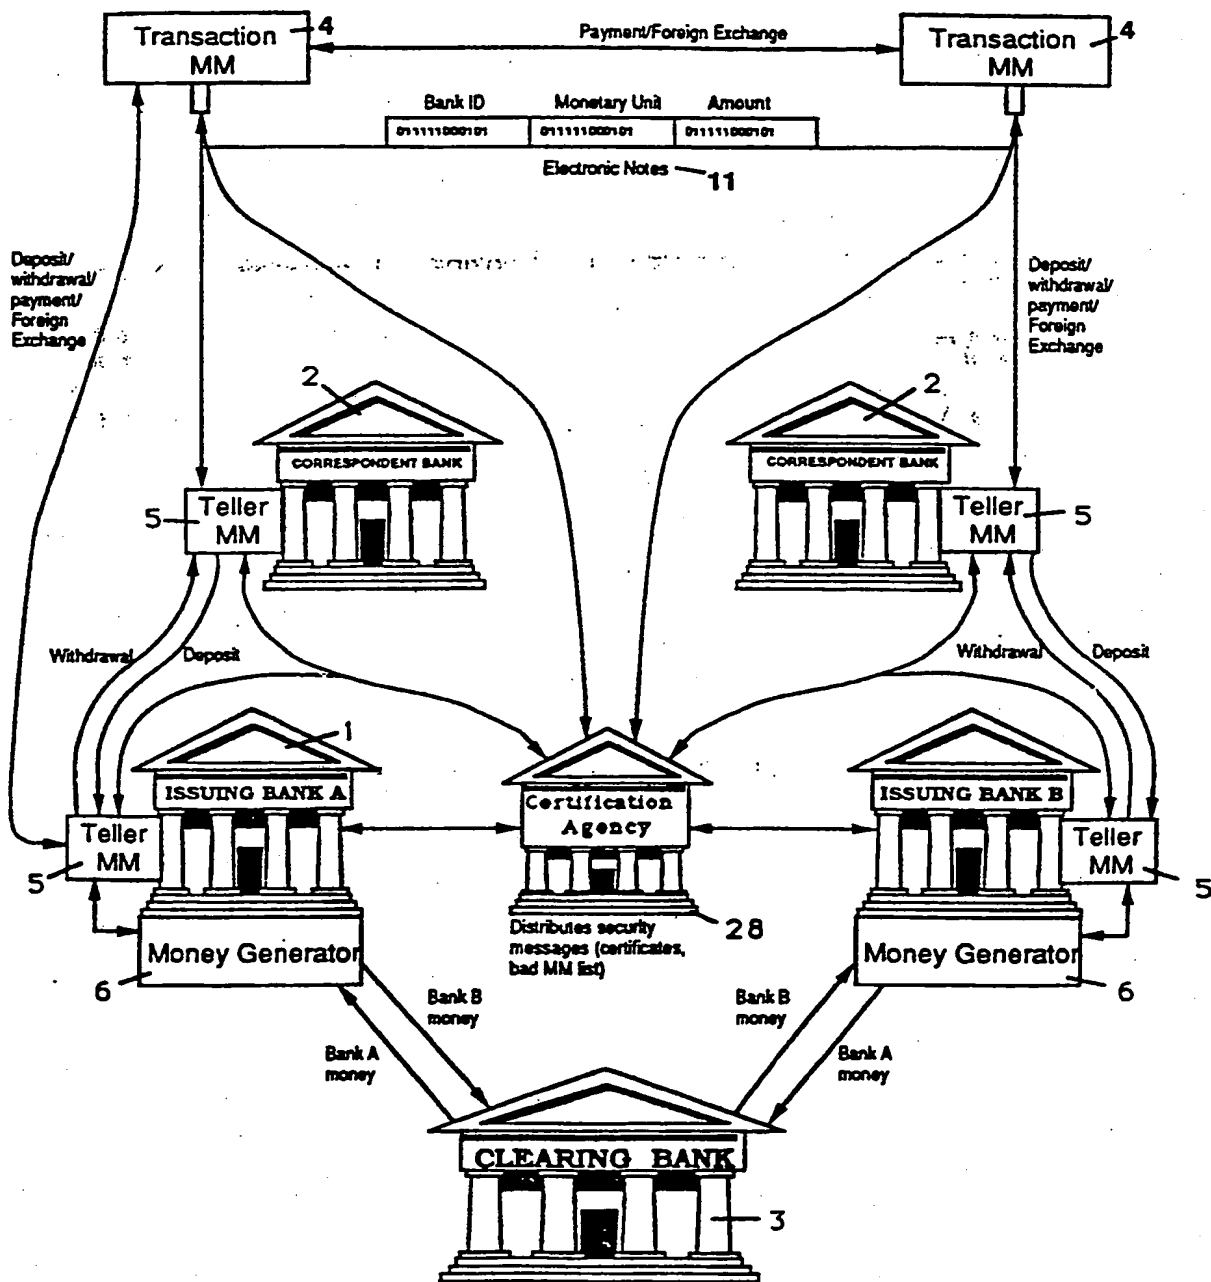 Transaction
MM
4
Payment/Foreign Exchange
Transaction
MM
4
Bank ID
Monetary Unit
Amount
011111000101
011111000101
011111000101
Electronic Notes
11
Deposit/
withdrawal/
payment/
Foreign
Exchange
Deposit/
withdrawal/
payment/
Foreign
Exchange
2
2
CORRESPONDENT BANK
CORRESPONDENT BANK
5
Teller
MM
Teller
MM
5
Withdrawal
Deposit
Withdrawal
Deposit
1
ISSUING BANK A
Certification
Agency
ISSUING BANK B
Teller
MM
5
Teller
MM
5
28
Distributes security
messages (certificates,
bad MM list)
Money Generator
6
Money Generator
6
Bank B
money
Bank A
money
Bank B
money
Bank A
money
CLEARING BANK
3